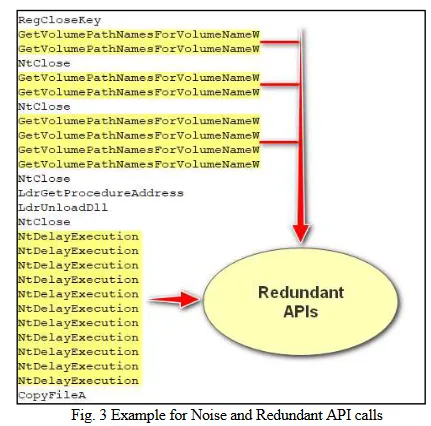 RegCloseKey
GetVolumePathNamesForVolumeNameW
GetVolumePathNamesForVolumeNameW
NtClose
GetVolumePathNamesForVolumeNameW
GetVolumePathNamesForVolumeNameW
NtClose
GetVolumePathNamesForVolumeNameW
GetVolumePathNamesForVolumeNameW
GetVolumePathNamesForVolumeNameW
GetVolumePathNamesForVolumeNameW
NtClose
LdrGetProcedureAddress
LdrUnloadDll
NtClose
NtDelayExecution
NtDelayExecution
NtDelayExecution
NtDelayExecution
NtDelayExecution
NtDelayExecution
NtDelayExecution
NtDelayExecution
NtDelayExecution
NtDelayExecution
NtDelayExecution
CopyFileA
Redundant
APIs
Fig. 3 Example for Noise and Redundant API calls